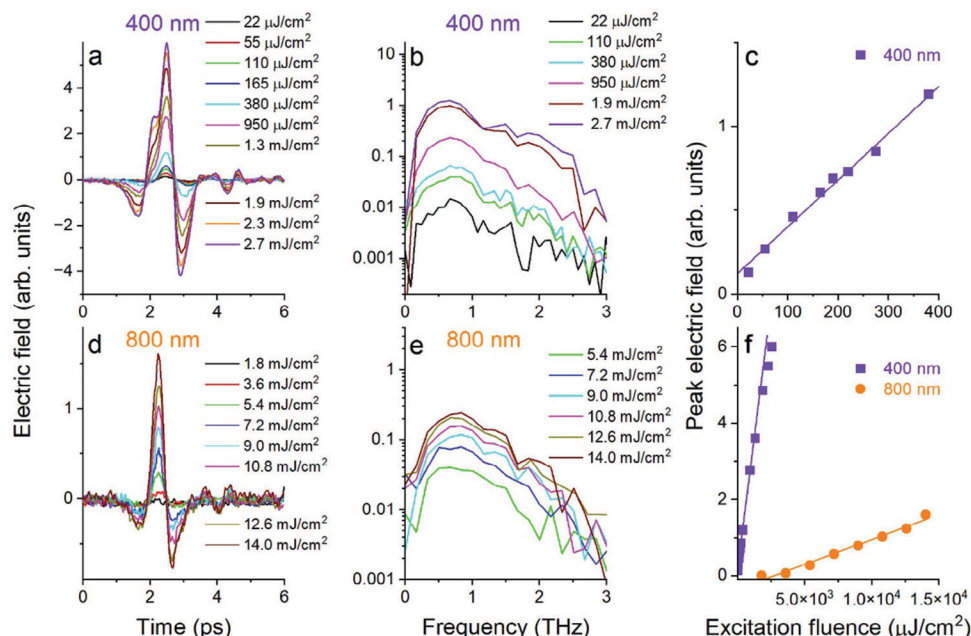 400 nm
a
Electric field (arb. units)
4
2
0
−2
−4
0
2
4
6
22 μJ/cm²
55 μJ/cm²
110 μJ/cm²
165 μJ/cm²
380 μJ/cm²
950 μJ/cm²
1.3 mJ/cm²
1.9 mJ/cm²
2.3 mJ/cm²
2.7 mJ/cm²
400 nm
b
10
1
0.1
0.01
0.001
0
1
2
3
22 μJ/cm²
110 μJ/cm²
380 μJ/cm²
950 μJ/cm²
1.9 mJ/cm²
2.7 mJ/cm²
c
400 nm
Peak electric field (arb. units)
1
0
0
100
200
300
400
800 nm
d
1
0
0
2
4
6
Time (ps)
1.8 mJ/cm²
3.6 mJ/cm²
5.4 mJ/cm²
7.2 mJ/cm²
9.0 mJ/cm²
10.8 mJ/cm²
12.6 mJ/cm²
14.0 mJ/cm²
800 nm
e
1
0.1
0.01
0.001
0
1
2
3
Frequency (THz)
5.4 mJ/cm²
7.2 mJ/cm²
9.0 mJ/cm²
10.8 mJ/cm²
12.6 mJ/cm²
14.0 mJ/cm²
f
400 nm
800 nm
6
4
2
0
5.0×10³
1.0×10⁴
1.5×10⁴
Excitation fluence (μJ/cm²)